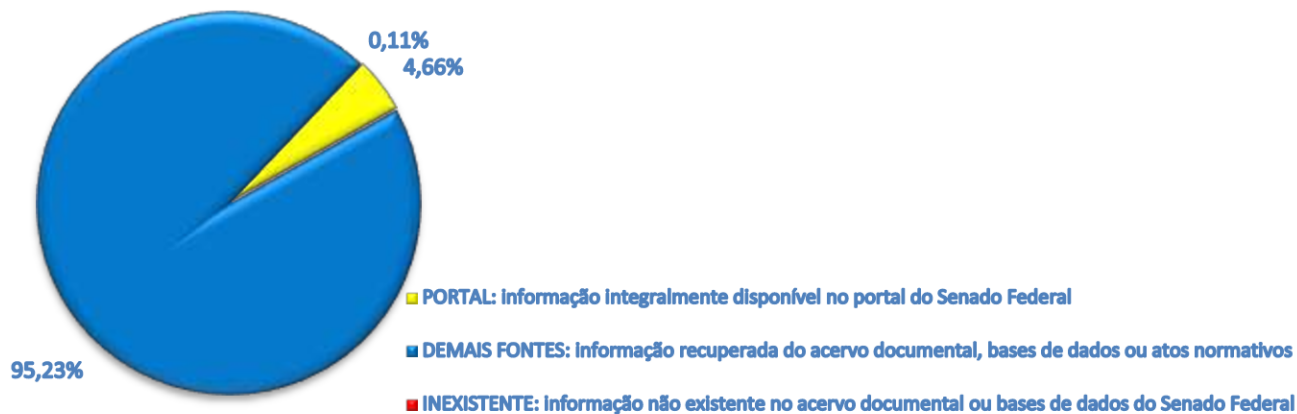 0,11%
4,66%
PORTAL: informação integralmente disponível no portal do Senado Federal
DEMAIS FONTES: informação recuperada do acervo documental, bases de dados ou atos normativos
95,23%
INEXISTENTE: informação não existente no acervo documental ou bases de dados do Senado Federal